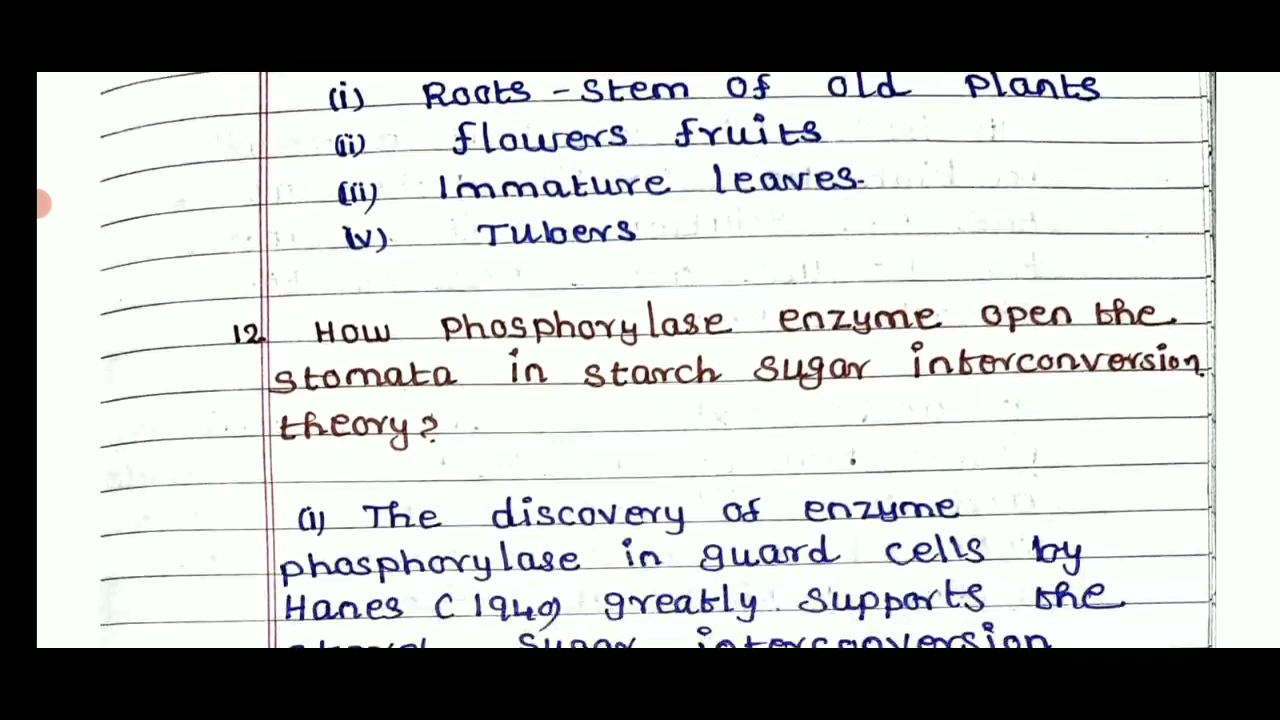 (i) Roots - stem of old plants
(ii) flowers fruits
(iii) Immature leaves.
iv) Tubers
12. How phosphorylase enzyme open the
stomata in starch sugar interconversion
theory?
(i) The discovery of enzyme
phosphorylase in guard cells by
Hanes (1940) greatly supports the
sugar interconversion